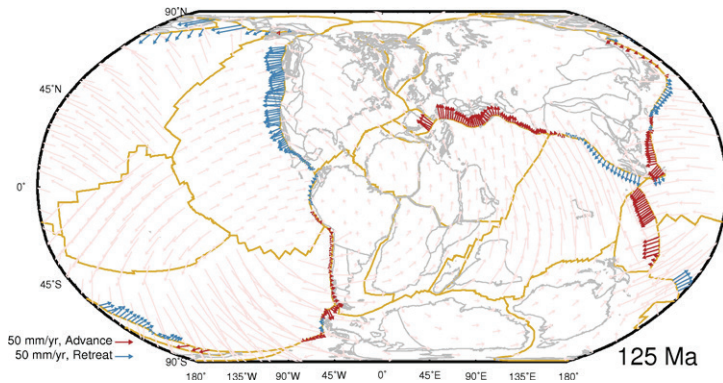 90˚N
45˚N
0˚
45˚S
90˚S
50 mm/yr, Advance
50 mm/yr, Retreat
180˚ 135˚W 90˚W 45˚W 0˚ 45˚E 90˚E 135˚E 180˚
125 Ma